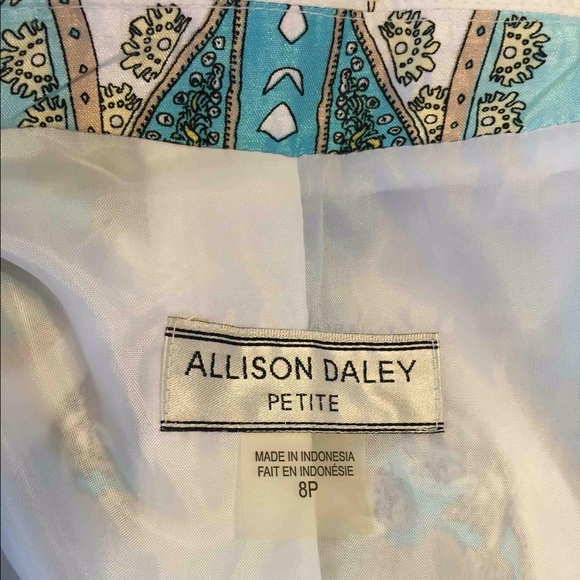 ALLISON DALEY
PETITE
MADE IN INDONESIA
FAIT EN INDONÉSIE
8P